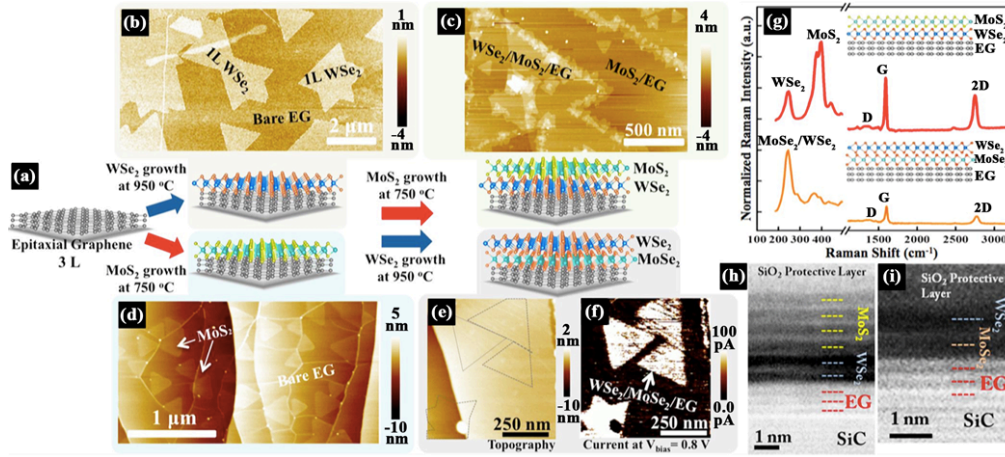 (a)
Epitaxial Graphene
3 L
WSe₂ growth
at 950 °C
MoS₂ growth
at 750 °C
MoS₂ growth
at 750 °C
WSe₂ growth
at 950 °C
MoS₂
WSe₂
WSe₂
MoSe₂
(b)
1L WSe₂
1L WSe₂
Bare EG
2 μm
1
nm
-4
nm
(c)
WSe₂/MoS₂/EG
MoS₂/EG
500 nm
4
nm
-4
nm
(d)
MoS₂
Bare EG
1 μm
5
nm
-10
nm
(e)
250 nm
Topography
2
nm
-10
nm
(f)
WSe₂/MoSe₂/EG
250 nm
Current at Vbias= 0.8 V
100
pA
0.0
pA
(g)
Normalized Raman Intensity (a.u.)
MoS₂
WSe₂
D
G
2D
MoS₂
WSe₂
EG
MoSe₂/WSe₂
D
G
2D
WSe₂
MoSe₂
EG
100 200 300 400 1500 2000 2500 3000
Raman Shift (cm⁻¹)
(h)
SiO₂ Protective Layer
MoS₂
WSe₂
EG
SiC
1 nm
(i)
SiO₂ Protective
Layer
WSe₂
MoSe₂
EG
SiC
1 nm